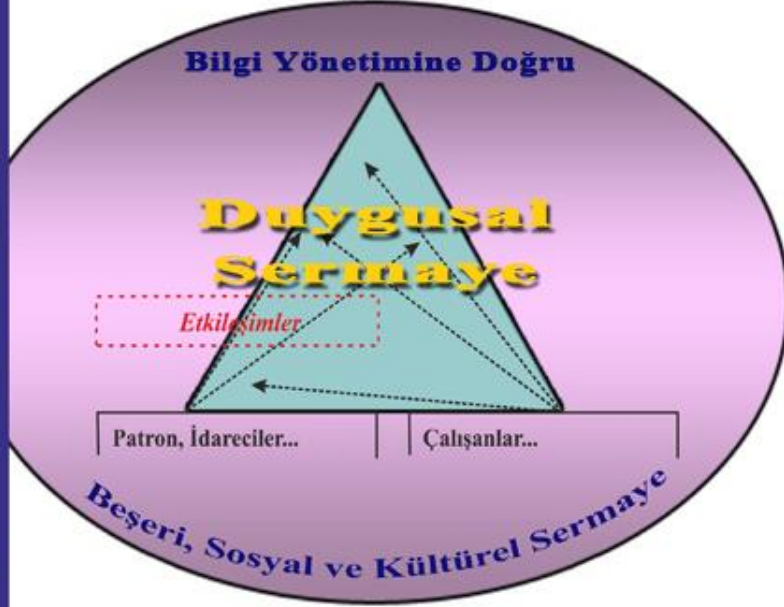 Bilgi Yönetimine Doğru
Duygusal
Sermaye
Etkileşimler
Patron, İdareciler...
Çalışanlar...
Beşeri, Sosyal ve Kültürel Sermaye